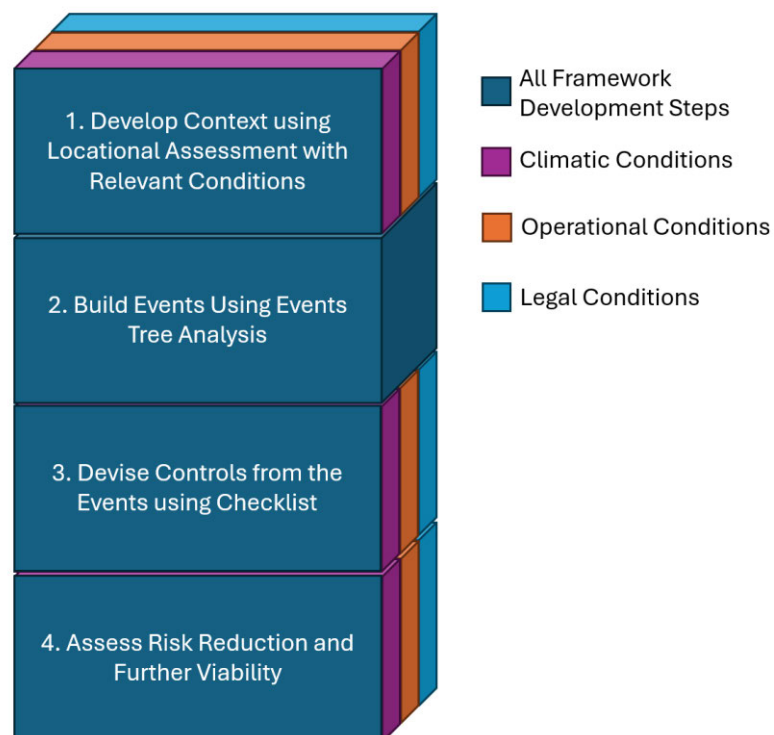 1. Develop Context using
Locational Assessment with
Relevant Conditions
2. Build Events Using Events
Tree Analysis
3. Devise Controls from the
Events using Checklist
4. Assess Risk Reduction and
Further Viability
All Framework
Development Steps
Climatic Conditions
Operational Conditions
Legal Conditions